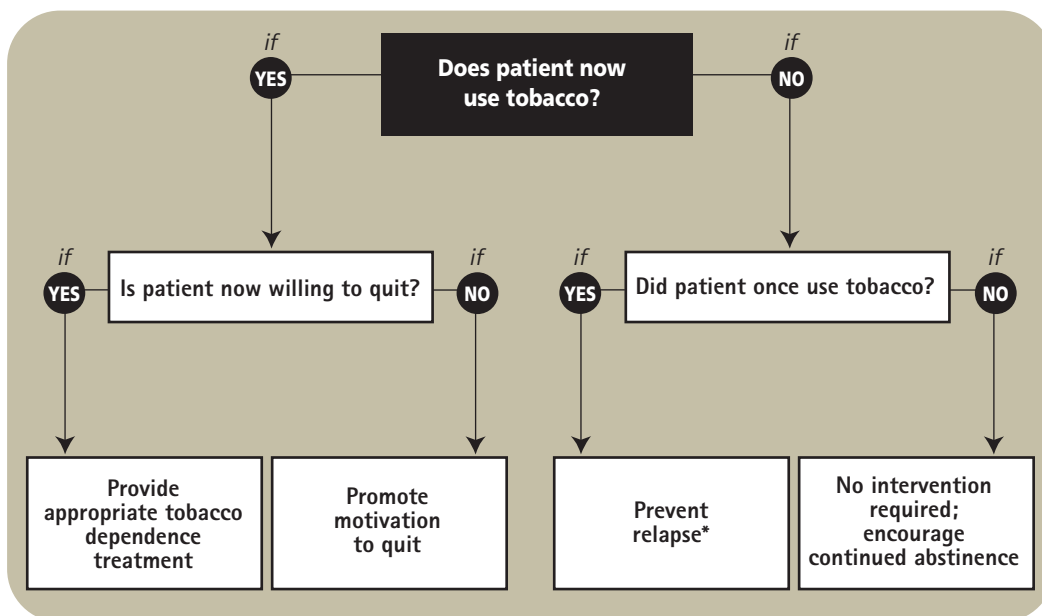 if
YES
Does patient now
use tobacco?
if
NO
if
YES
Is patient now willing to quit?
if
NO
if
YES
Did patient once use tobacco?
if
NO
Provide
appropriate tobacco
dependence
treatment
Promote
motivation
to quit
Prevent
relapse*
No intervention
required;
encourage
continued abstinence